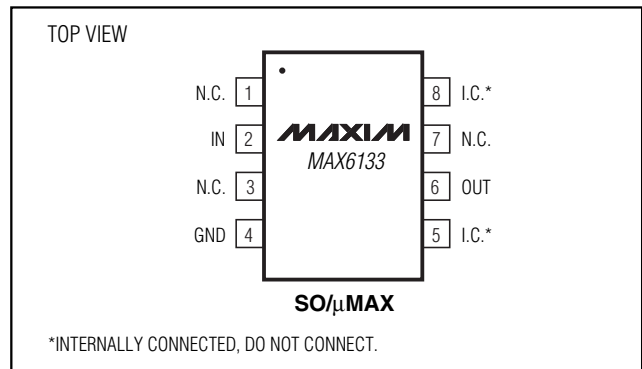 TOP VIEW
N.C. 1
8 I.C.*
IN 2
MAXIM
7 N.C.
MAX6133
N.C. 3
6 OUT
GND 4
5 I.C.*
SO/µMAX
*INTERNALLY CONNECTED, DO NOT CONNECT.